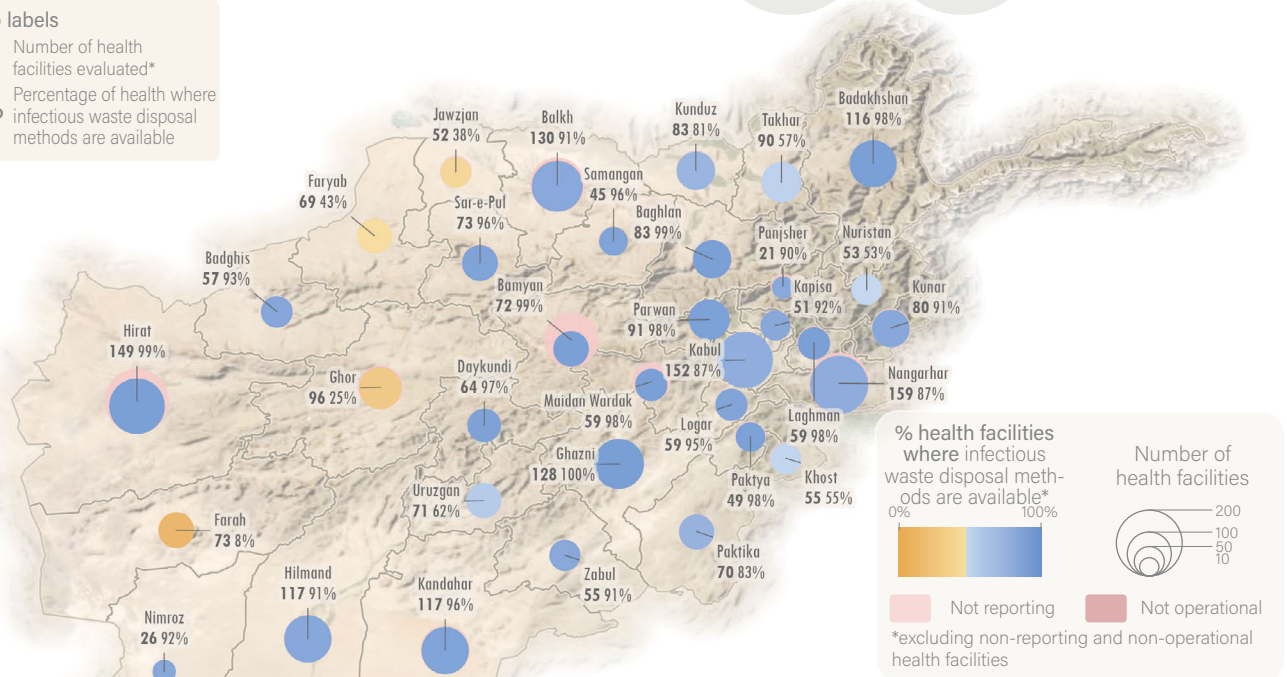 labels
Number of health
facilities evaluated*
Percentage of health where
infectious waste disposal
methods are available
Jawzjan
52 38%
Balkh
130 91%
Kunduz
83 81%
Takhar
90 57%
Badakhshan
116 98%
Faryab
69 43%
Sar-e-Pul
73 96%
Samangan
45 96%
Baghlan
83 99%
Panjsher
21 90%
Nuristan
53 53%
Badghis
57 93%
Bamyan
72 99%
Parwan
91 98%
Kapisa
51 92%
Kunar
80 91%
Hirat
149 99%
Ghor
96 25%
Daykundi
64 97%
Kabul
152 87%
Nangarhar
159 87%
Maidan Wardak
59 98%
Logar
59 95%
Laghman
59 98%
Ghazni
128 100%
Paktya
49 98%
Khost
55 55%
Uruzgan
71 62%
Farah
73 8%
Paktika
70 83%
Zabul
55 91%
Hilmand
117 91%
Kandahar
117 96%
Nimroz
26 92%
% health facilities
where infectious
waste disposal meth-
ods are available*
0% 100%
Number of
health facilities
200
100
50
10
Not reporting Not operational
*excluding non-reporting and non-operational
health facilities